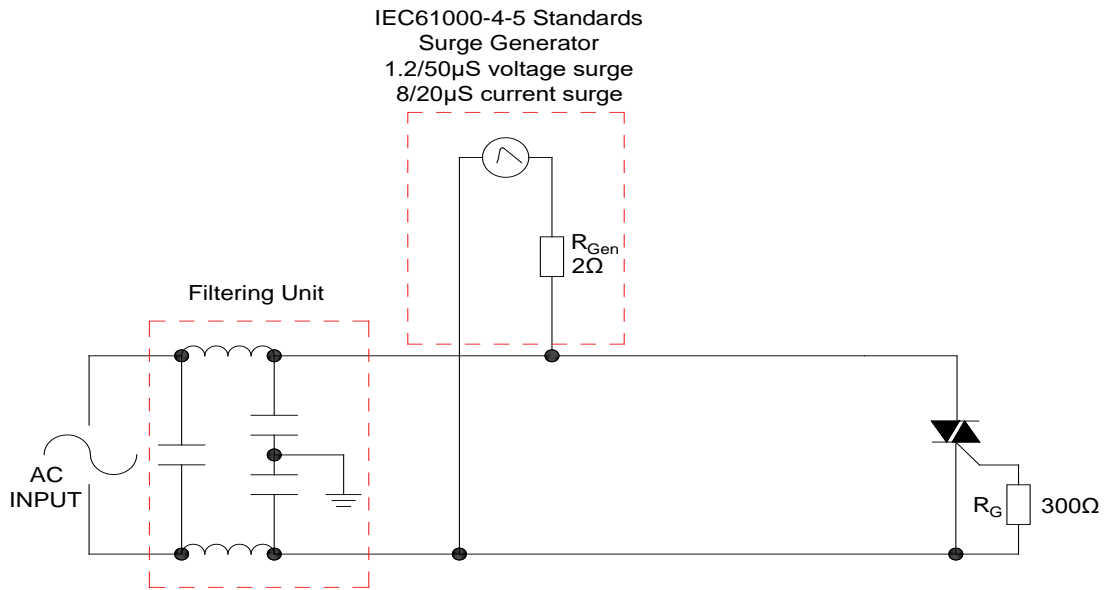 IEC61000-4-5 Standards
Surge Generator
1.2/50µS voltage surge
8/20µS current surge
RGen
2Ω
Filtering Unit
AC
INPUT
RG
300Ω